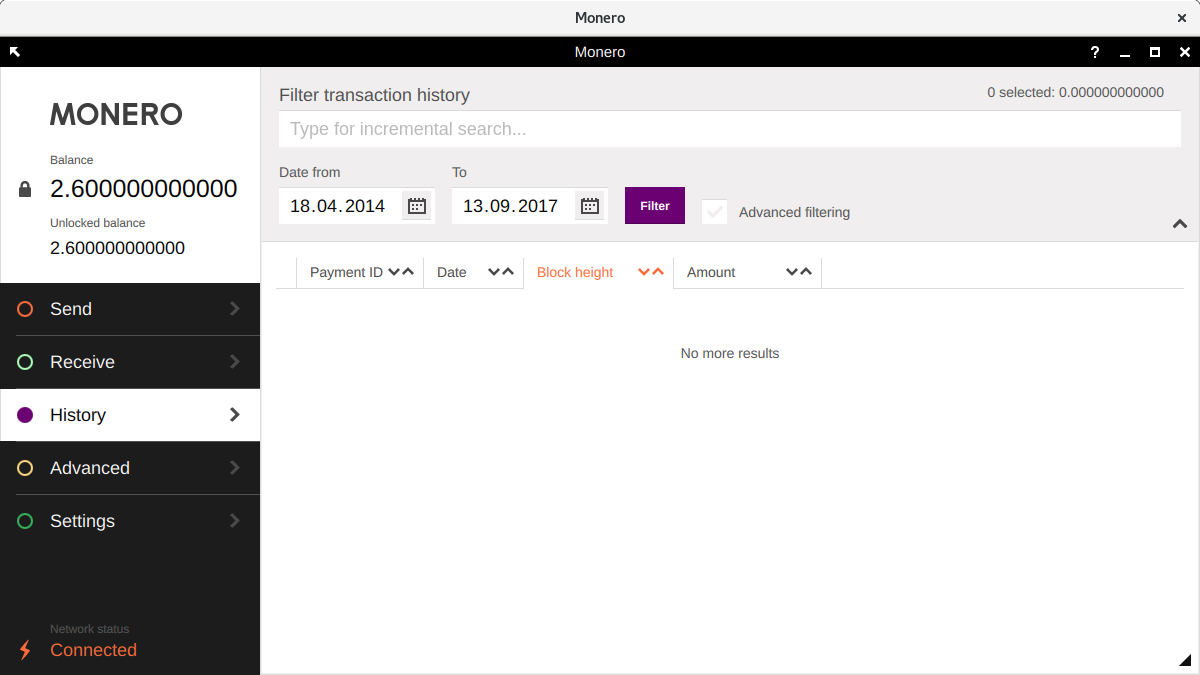 Monero
Monero
?
MONERO
Balance
2.600000000000
Unlocked balance
2.600000000000
Send
Receive
History
Advanced
Settings
Network status
Connected
Filter transaction history
0 selected: 0.000000000000
Type for incremental search...
Date from
To
18.04.2014
13.09.2017
Filter
Advanced filtering
Payment ID
Date
Block height
Amount
No more results